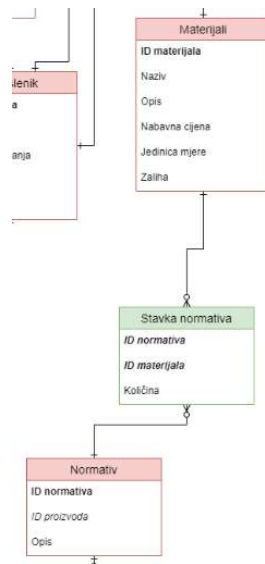 Materijali
ID materijala
Naziv
Opis
Nabavna cijena
Jedinica mjere
Zaliha
Stavka normativa
ID normativa
ID materijala
Količina
Normativ
ID normativa
ID proizvoda
Opis